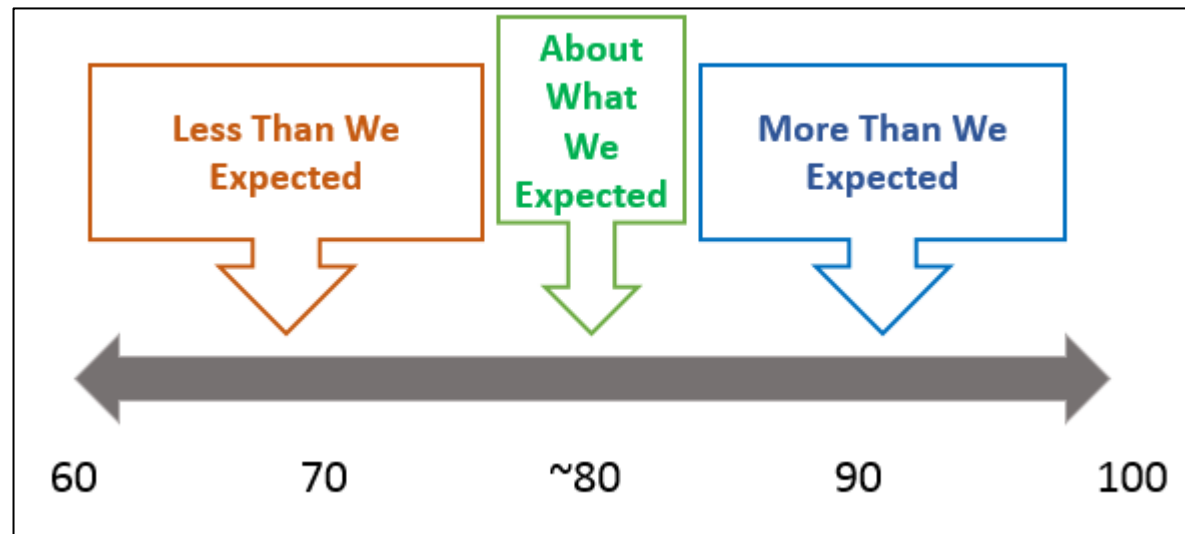 Less Than We
Expected
About
What
We
Expected
More Than We
Expected
60 70 ~80 90 100